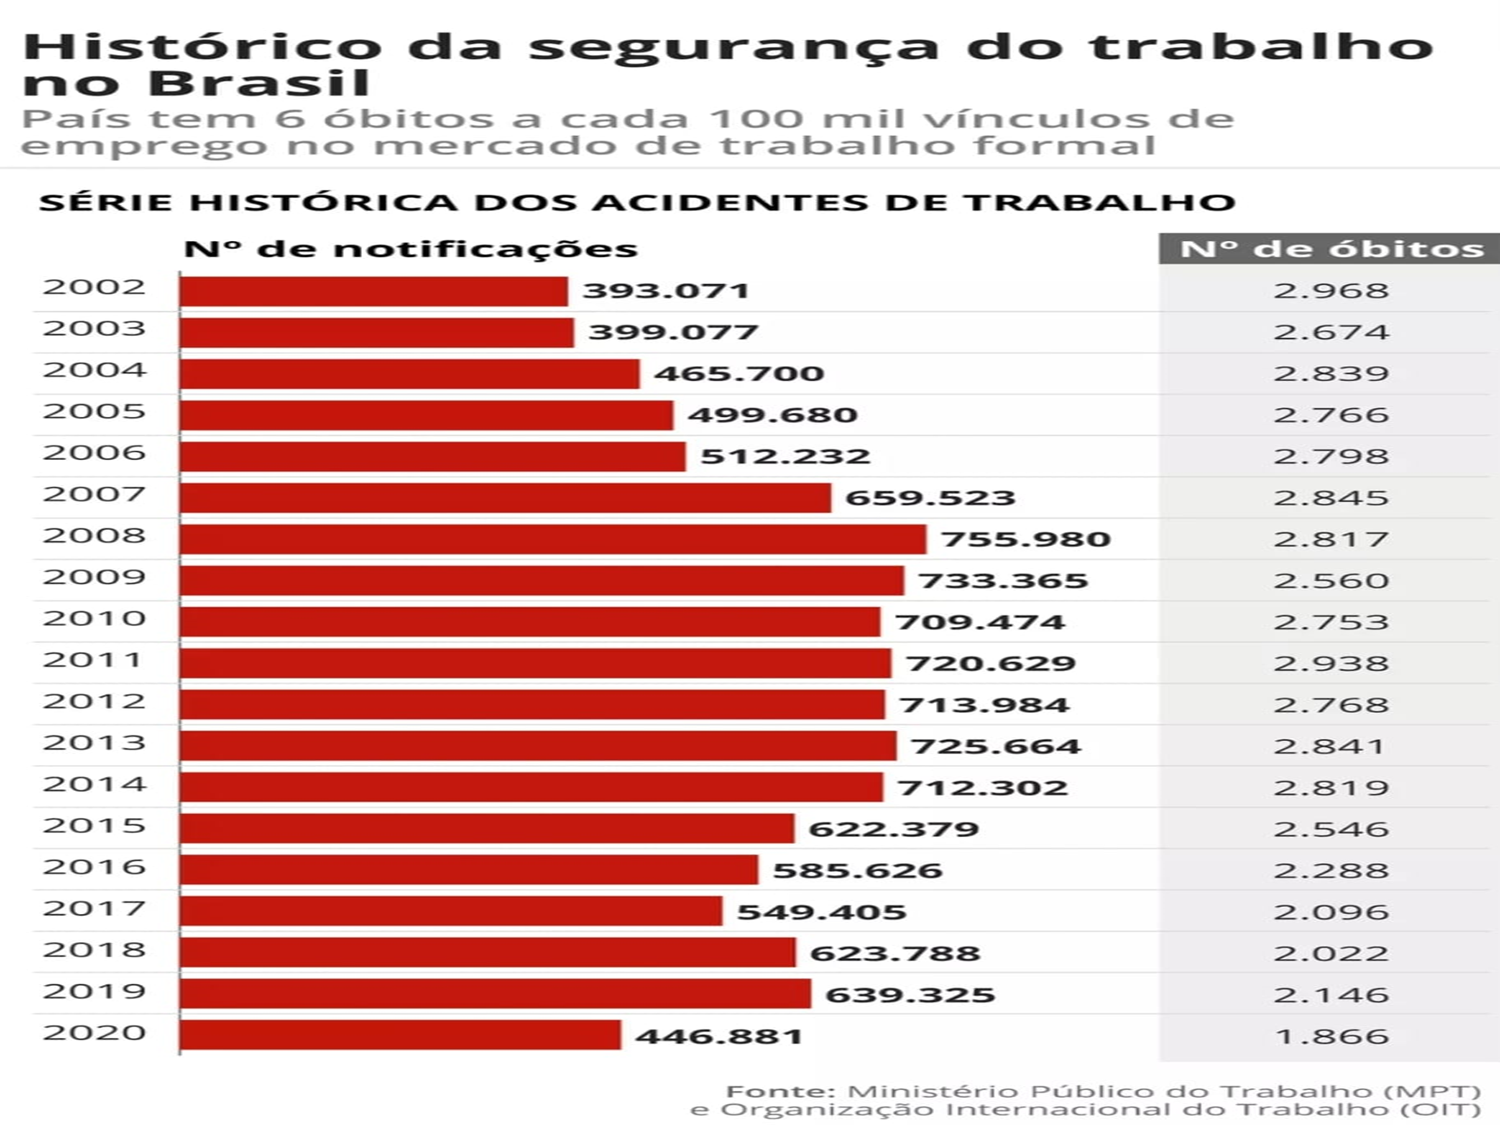 Histórico da segurança do trabalho
no Brasil
País tem 6 óbitos a cada 100 mil vínculos de
emprego no mercado de trabalho formal
SÉRIE HISTÓRICA DOS ACIDENTES DE TRABALHO
Nº de notificações Nº de óbitos
2002 393.071 2.968
2003 399.077 2.674
2004 465.700 2.839
2005 499.680 2.766
2006 512.232 2.798
2007 659.523 2.845
2008 755.980 2.817
2009 733.365 2.560
2010 709.474 2.753
2011 720.629 2.938
2012 713.984 2.768
2013 725.664 2.841
2014 712.302 2.819
2015 622.379 2.546
2016 585.626 2.288
2017 549.405 2.096
2018 623.788 2.022
2019 639.325 2.146
2020 446.881 1.866
Fonte: Ministério Público do Trabalho (MPT)
e Organização Internacional do Trabalho (OIT)